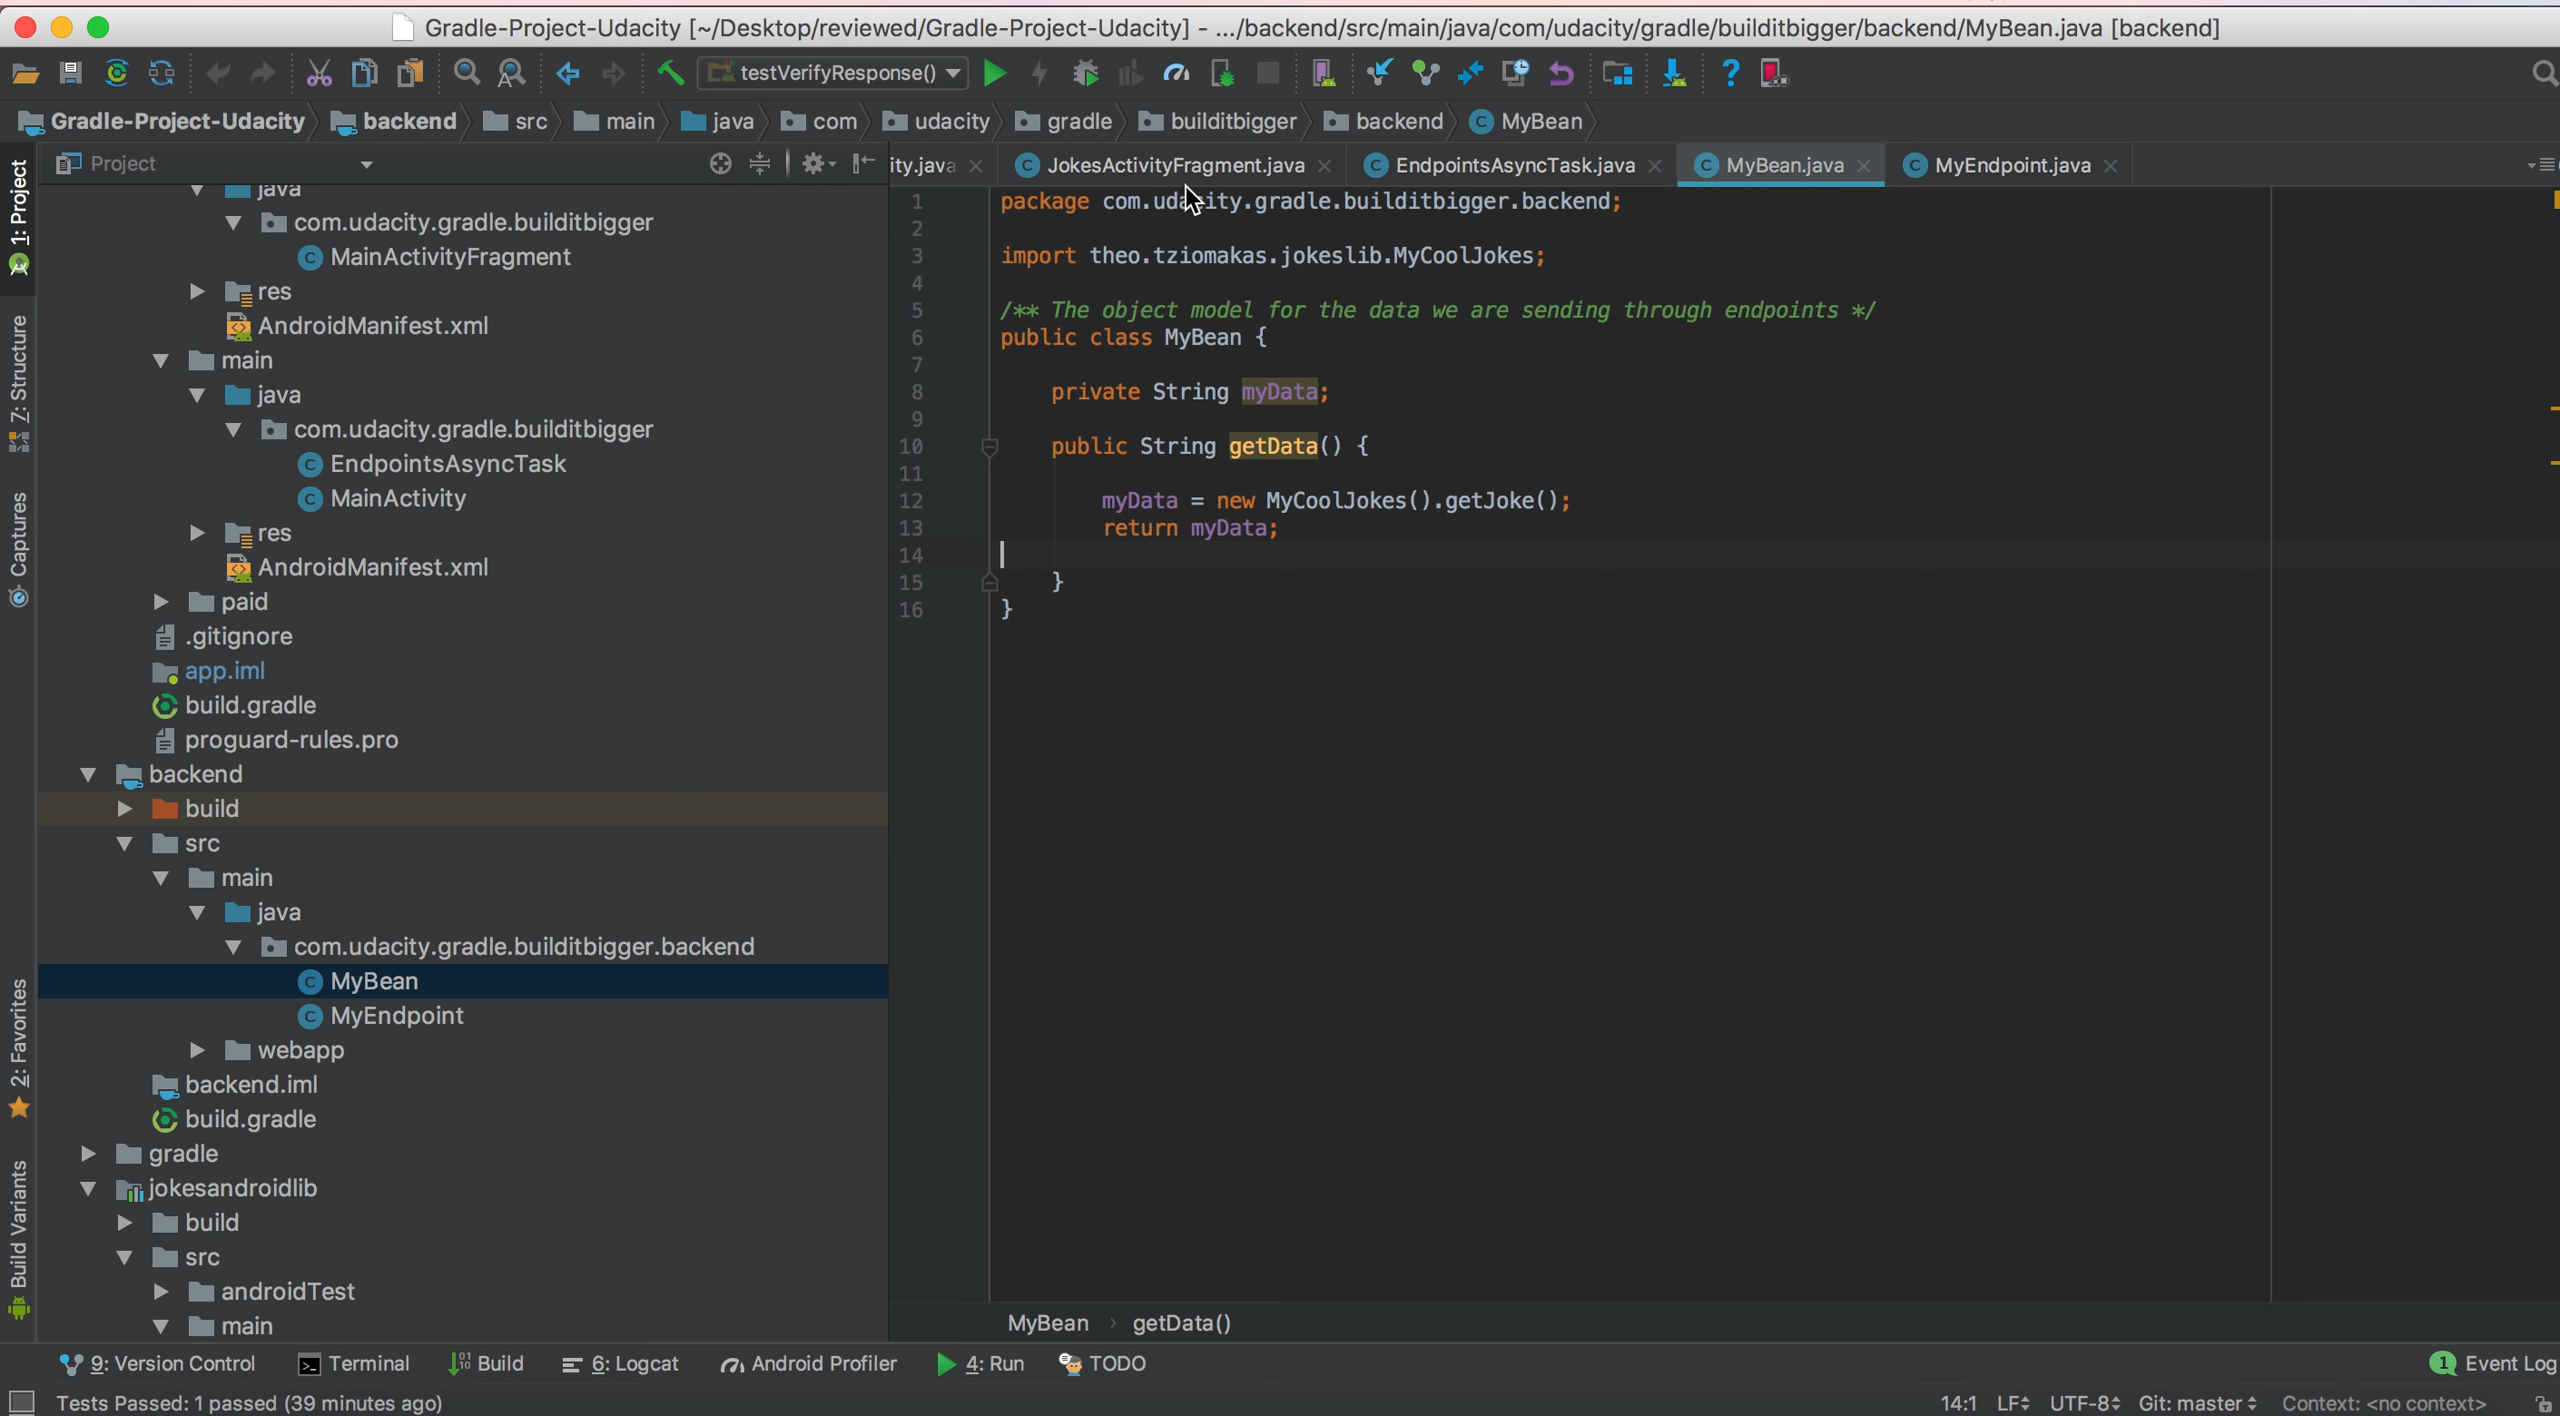 Gradle-Project-Udacity [~/Desktop/reviewed/Gradle-Project-Udacity] - .../backend/src/main/java/com/udacity/gradle/builditbigger/backend/MyBean.java [backend]
testVerifyResponse()
Gradle-Project-Udacity backend src main java com udacity gradle builditbigger backend MyBean
Project
ity.java JokesActivityFragment.java EndpointsAsyncTask.java MyBean.java MyEndpoint.java
1: Project
7: Structure
Captures
2: Favorites
Build Variants
java
com.udacity.gradle.builditbigger
MainActivityFragment
res
AndroidManifest.xml
main
java
com.udacity.gradle.builditbigger
EndpointsAsyncTask
MainActivity
res
AndroidManifest.xml
paid
.gitignore
app.iml
build.gradle
proguard-rules.pro
backend
build
src
main
java
com.udacity.gradle.builditbigger.backend
MyBean
MyEndpoint
webapp
backend.iml
build.gradle
gradle
jokesandroidlib
build
src
androidTest
main
1 package com.udacity.gradle.builditbigger.backend;
2
3 import theo.tziomakas.jokeslib.MyCoolJokes;
4
5 /** The object model for the data we are sending through endpoints */
6 public class MyBean {
7
8 private String myData;
9
10 public String getData() {
11
12 myData = new MyCoolJokes().getJoke();
13 return myData;
14
15 }
16 }
MyBean › getData()
9: Version Control Terminal Build 6: Logcat Android Profiler 4: Run TODO 1 Event Log
Tests Passed: 1 passed (39 minutes ago) 14:1 LF UTF-8 Git: master Context: <no context>